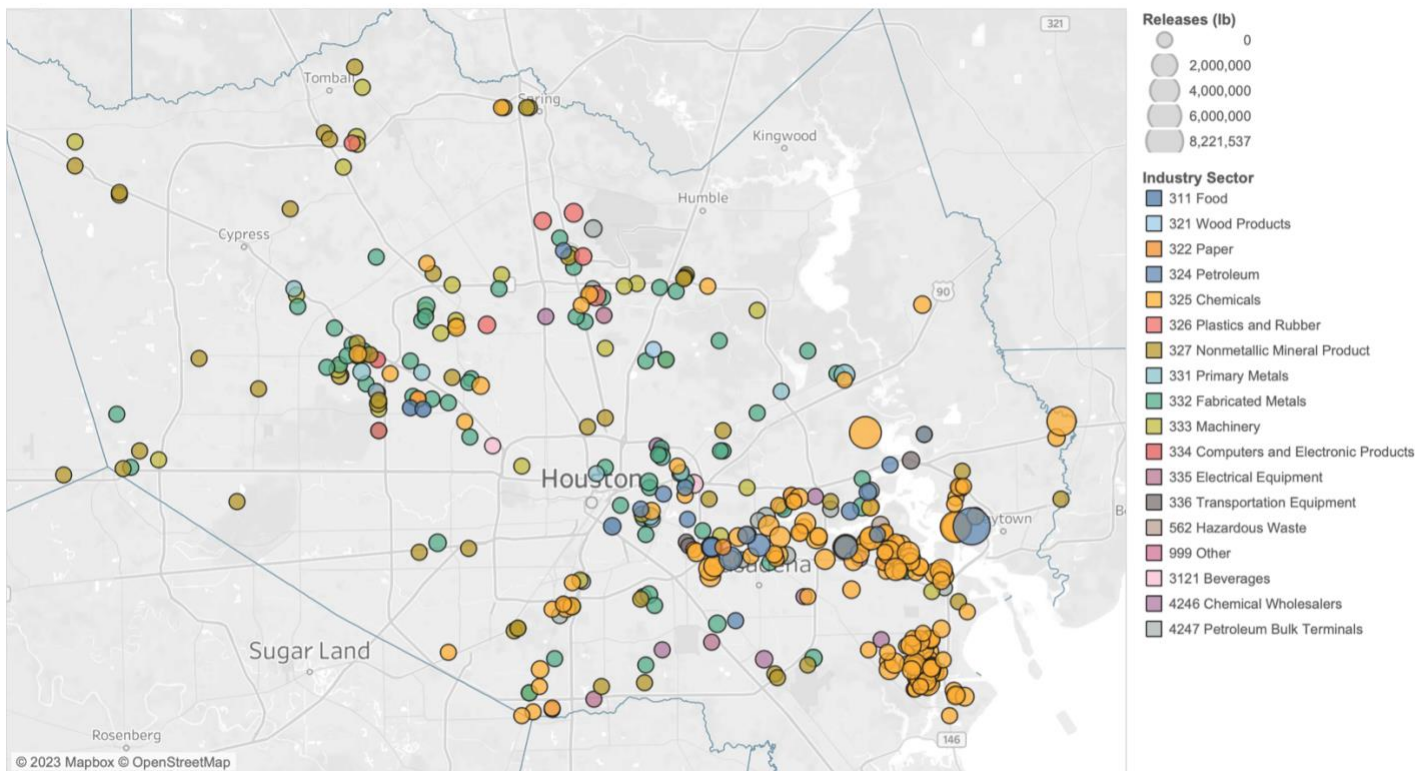 321
Tomball
Spring
Kingwood
Humble
Cypress
90
Houston
Sugar Land
Rosenberg
146
© 2023 Mapbox © OpenStreetMap
Releases (lb)
0
2,000,000
4,000,000
6,000,000
8,221,537
Industry Sector
311 Food
321 Wood Products
322 Paper
324 Petroleum
325 Chemicals
326 Plastics and Rubber
327 Nonmetallic Mineral Product
331 Primary Metals
332 Fabricated Metals
333 Machinery
334 Computers and Electronic Products
335 Electrical Equipment
336 Transportation Equipment
562 Hazardous Waste
999 Other
3121 Beverages
4246 Chemical Wholesalers
4247 Petroleum Bulk Terminals